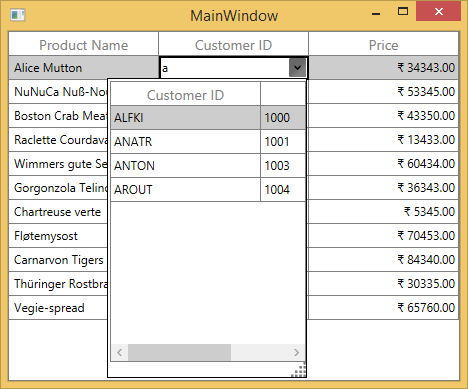 MainWindow
Product Name Customer ID Price
Alice Mutton a ₹ 34343.00
NuNuCa Nuß-Nou ₹ 53345.00
Boston Crab Meat ₹ 43350.00
Raclette Courdava ₹ 13433.00
Wimmers gute Se ₹ 60434.00
Gorgonzola Telino ₹ 36343.00
Chartreuse verte ₹ 5345.00
Fløtemysost ₹ 70453.00
Carnarvon Tigers ₹ 84340.00
Thüringer Rostbra ₹ 30335.00
Vegie-spread ₹ 65760.00
Customer ID
ALFKI 1000
ANATR 1001
ANTON 1003
AROUT 1004